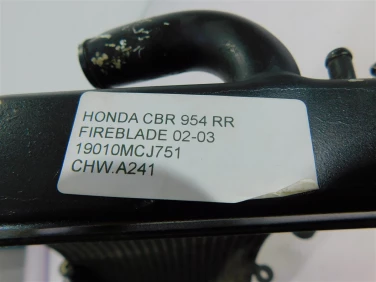 HONDA CBR 954 RR
FIREBLADE 02-03
19010MCJ751
CHW.A241